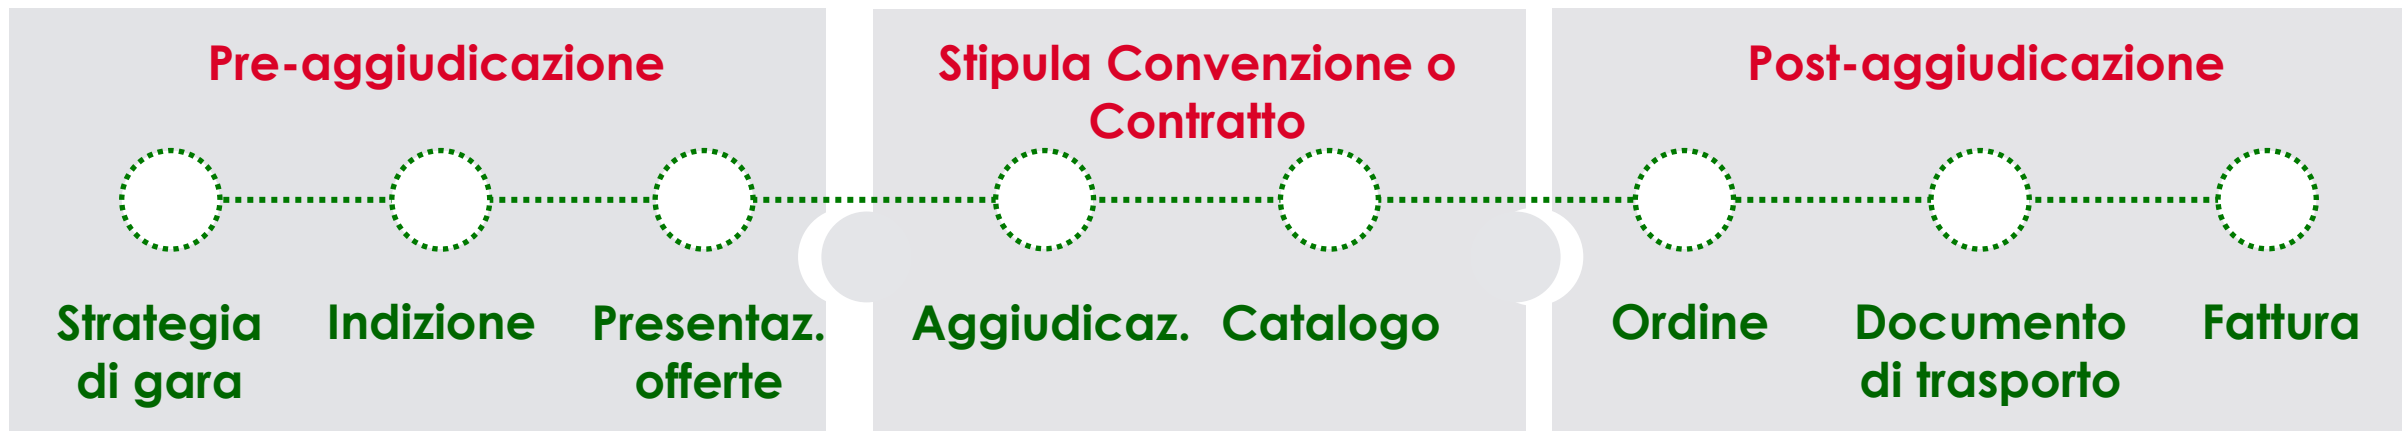 Pre-aggiudicazione
Stipula Convenzione o
Contratto
Post-aggiudicazione
Strategia
di gara
Indizione
Presentaz.
offerte
Aggiudicaz.
Catalogo
Ordine
Documento
di trasporto
Fattura